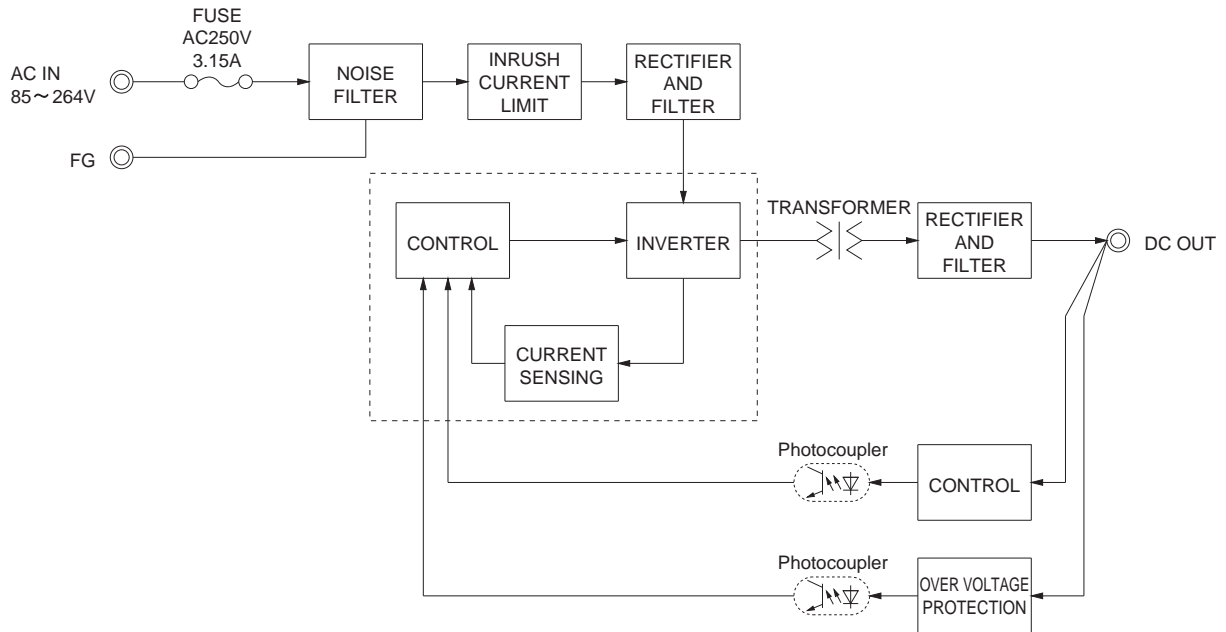 FUSE
AC250V
3.15A
AC IN
85～264V
NOISE
FILTER
INRUSH
CURRENT
LIMIT
RECTIFIER
AND
FILTER
FG
CONTROL
INVERTER
TRANSFORMER
RECTIFIER
AND
FILTER
DC OUT
CURRENT
SENSING
Photocoupler
CONTROL
Photocoupler
OVER VOLTAGE
PROTECTION